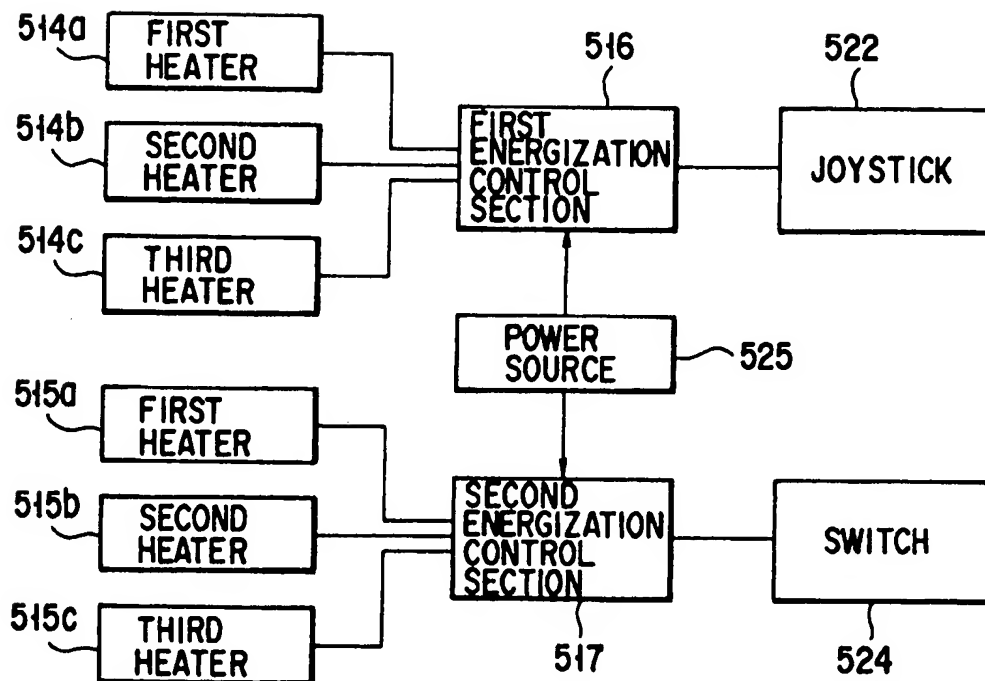 514a
FIRST
HEATER
514b
SECOND
HEATER
514c
THIRD
HEATER
516
FIRST
ENERGIZATION
CONTROL
SECTION
522
JOYSTICK
POWER
SOURCE
525
515a
FIRST
HEATER
515b
SECOND
HEATER
515c
THIRD
HEATER
SECOND
ENERGIZATION
CONTROL
SECTION
517
SWITCH
524